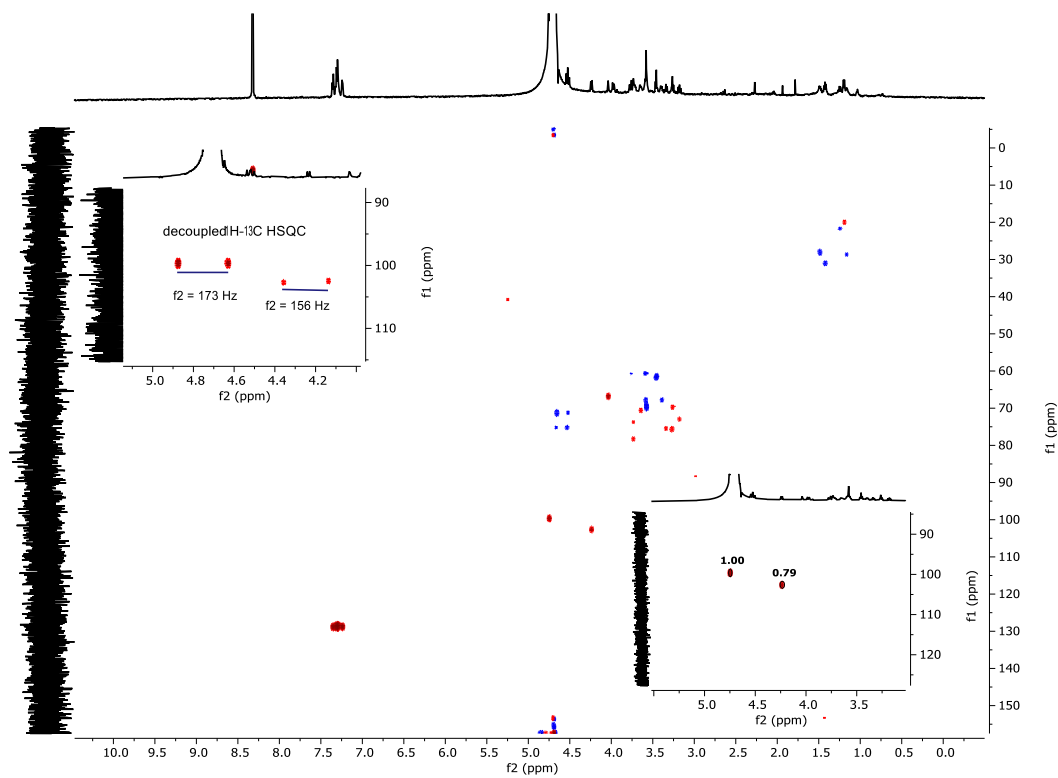 0
10
20
30
40
50
60
70
80
90
100
110
120
130
140
150
f1 (ppm)
10.0 9.5 9.0 8.5 8.0 7.5 7.0 6.5 6.0 5.5 5.0 4.5 4.0 3.5 3.0 2.5 2.0 1.5 1.0 0.5 0.0
f2 (ppm)
decoupled1H-13C HSQC
f2 = 173 Hz
f2 = 156 Hz
90
100
110
f1 (ppm)
5.0 4.8 4.6 4.4 4.2
f2 (ppm)
1.00
0.79
90
100
110
120
f1 (ppm)
5.0 4.5 4.0 3.5
f2 (ppm)